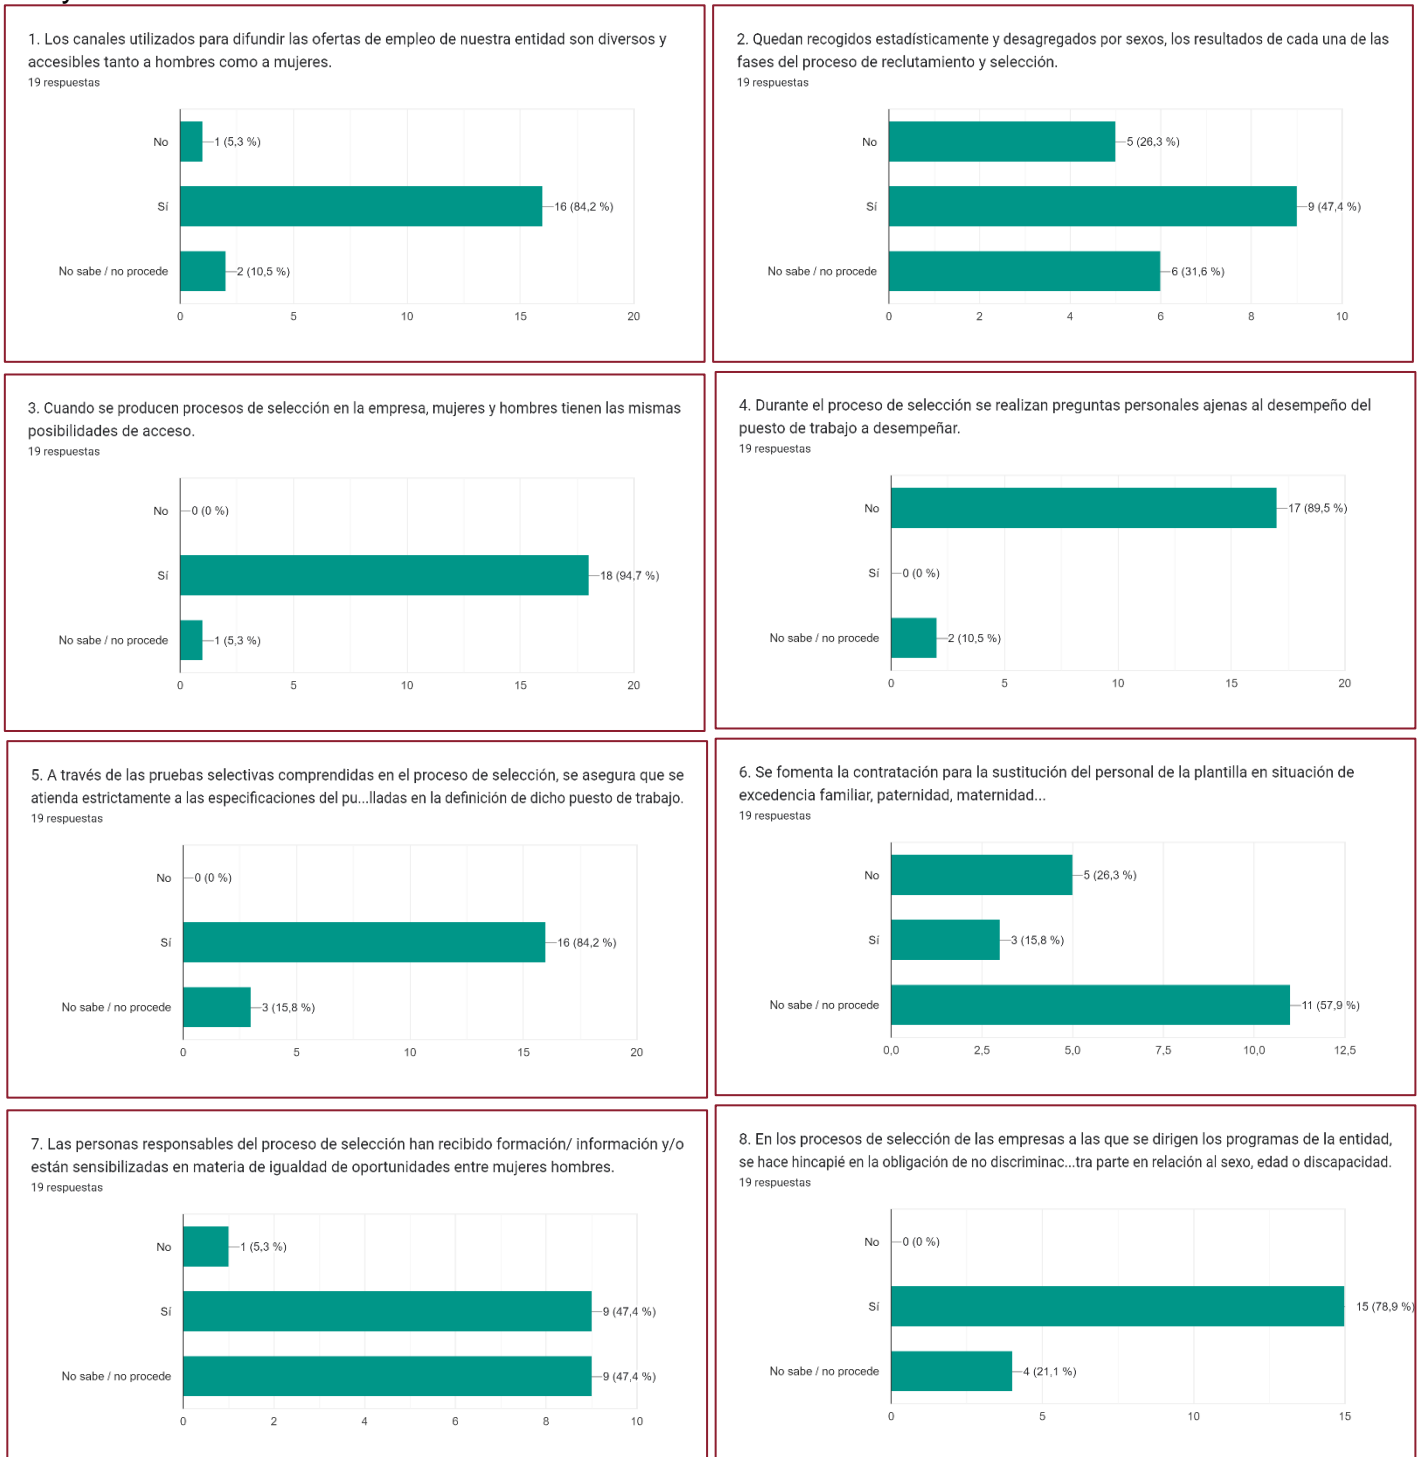 1. Los canales utilizados para difundir las ofertas de empleo de nuestra entidad son diversos y
accesibles tanto a hombres como a mujeres.
19 respuestas
No
1 (5,3 %)
Sí
16 (84,2 %)
No sabe / no procede
2 (10,5 %)
0 5 10 15 20
2. Quedan recogidos estadísticamente y desagregados por sexos, los resultados de cada una de las
fases del proceso de reclutamiento y selección.
19 respuestas
No
5 (26,3 %)
Sí
9 (47,4 %)
No sabe / no procede
6 (31,6 %)
0 2 4 6 8 10
3. Cuando se producen procesos de selección en la empresa, mujeres y hombres tienen las mismas
posibilidades de acceso.
19 respuestas
No
0 (0 %)
Sí
18 (94,7 %)
No sabe / no procede
1 (5,3 %)
0 5 10 15 20
4. Durante el proceso de selección se realizan preguntas personales ajenas al desempeño del
puesto de trabajo a desempeñar.
19 respuestas
No
17 (89,5 %)
Sí
0 (0 %)
No sabe / no procede
2 (10,5 %)
0 5 10 15 20
5. A través de las pruebas selectivas comprendidas en el proceso de selección, se asegura que se
atienda estrictamente a las especificaciones del pu...lladas en la definición de dicho puesto de trabajo.
19 respuestas
No
0 (0 %)
Sí
16 (84,2 %)
No sabe / no procede
3 (15,8 %)
0 5 10 15 20
6. Se fomenta la contratación para la sustitución del personal de la plantilla en situación de
excedencia familiar, paternidad, maternidad...
19 respuestas
No
5 (26,3 %)
Sí
3 (15,8 %)
No sabe / no procede
11 (57,9 %)
0,0 2,5 5,0 7,5 10,0 12,5
7. Las personas responsables del proceso de selección han recibido formación/ información y/o
están sensibilizadas en materia de igualdad de oportunidades entre mujeres hombres.
19 respuestas
No
1 (5,3 %)
Sí
9 (47,4 %)
No sabe / no procede
9 (47,4 %)
0 2 4 6 8 10
8. En los procesos de selección de las empresas a las que se dirigen los programas de la entidad,
se hace hincapié en la obligación de no discriminac...tra parte en relación al sexo, edad o discapacidad.
19 respuestas
No
0 (0 %)
Sí
15 (78,9 %)
No sabe / no procede
4 (21,1 %)
0 5 10 15